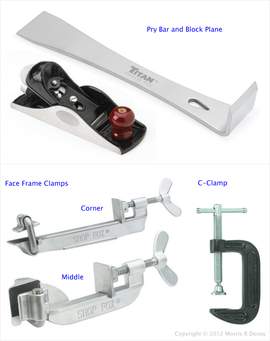 Pry Bar and Block Plane
TITAN
Face Frame Clamps
C-Clamp
Corner
SHOP FOX
Middle
SHOP FOX
Copyright © 2012 Morris K Dovey